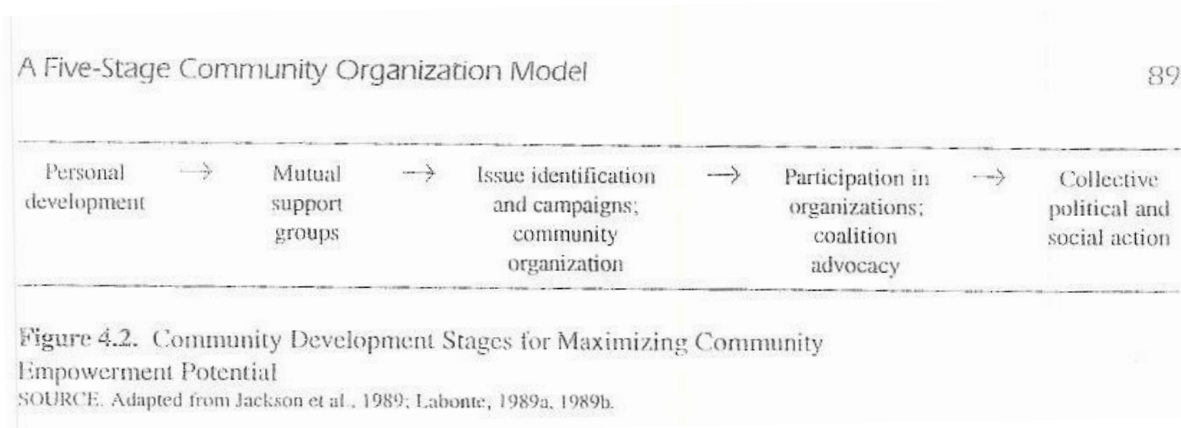 A Five-Stage Community Organization Model 89
Personal → Mutual → Issue identification → Participation in → Collective
development support and campaigns; organizations; political and
groups community coalition social action
organization advocacy
Figure 4.2. Community Development Stages for Maximizing Community
Empowerment Potential
SOURCE. Adapted from Jackson et al., 1989; Labonte, 1989a, 1989b.